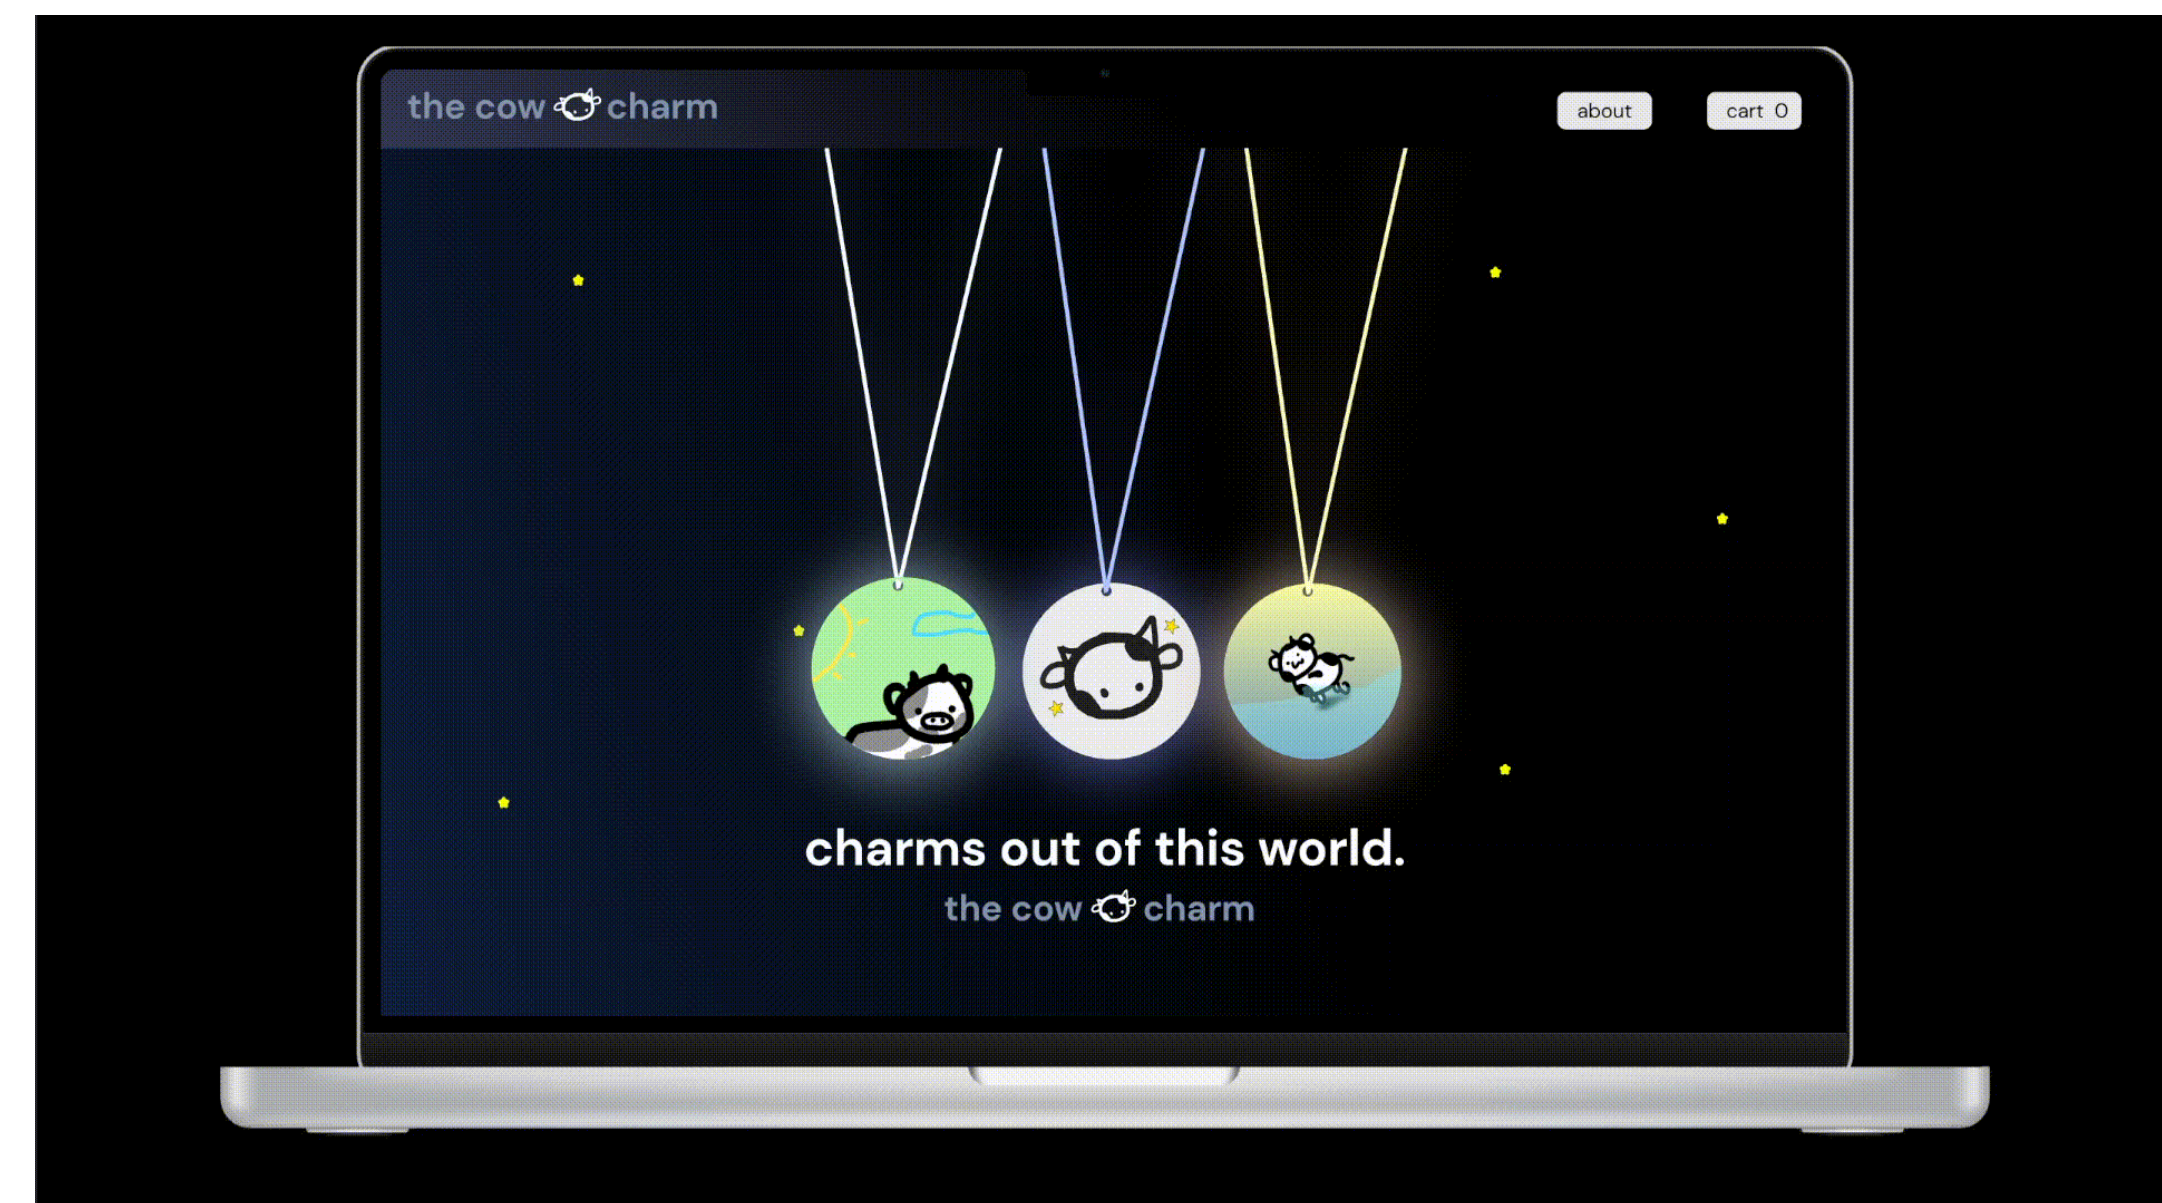 the cow charm
about
cart 0
charms out of this world.
the cow charm